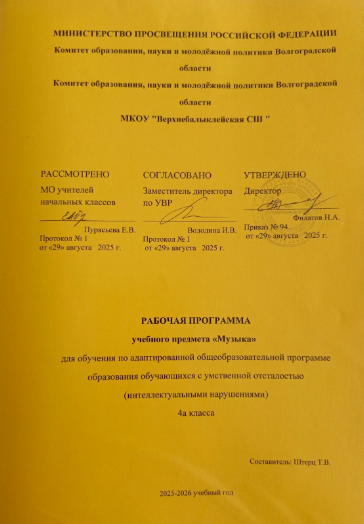 МИНИСТЕРСТВО ПРОСВЕЩЕНИЯ РОССИЙСКОЙ ФЕДЕРАЦИИ
Комитет образования, науки и молодёжной политики Волгоградской
области
Комитет образования, науки и молодёжной политики Волгоградской
области
МКОУ "Верхнебалыклейская СШ "
РАССМОТРЕНО СОГЛАСОВАНО УТВЕРЖДЕНО
МО учителей Заместитель директора Директор
начальных классов по УВР
Филатов Н.А.
Пурясьева Е.В. Володина И.В. Приказ № 94
Протокол № 1 Протокол № 1 от «29» августа 2025 г.
от «29» августа 2025 г. от «29» августа 2025 г.
РАБОЧАЯ ПРОГРАММА
учебного предмета «Музыка»
для обучения по адаптированной общеобразовательной программе
образования обучающихся с умственной отсталостью
(интеллектуальными нарушениями)
4а класса
Составитель: Штерц Т.В.
2025-2026 учебный год